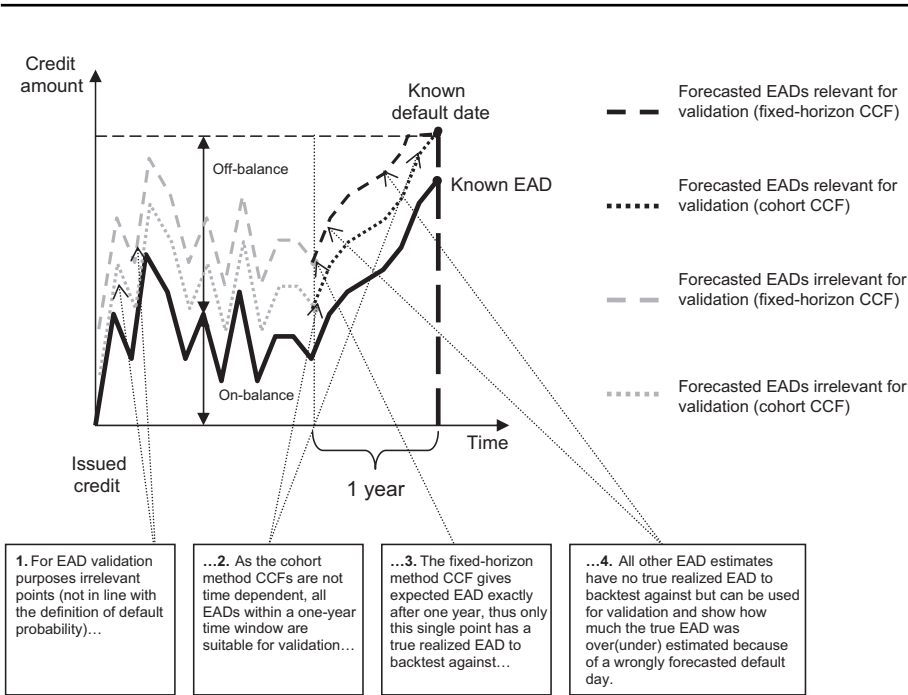 Credit
amount
Known
default date
Off-balance
Known EAD
On-balance
Time
Issued
credit
1 year
Forecasted EADs relevant for
validation (fixed-horizon CCF)
Forecasted EADs relevant for
validation (cohort CCF)
Forecasted EADs irrelevant for
validation (fixed-horizon CCF)
Forecasted EADs irrelevant for
validation (cohort CCF)
1. For EAD validation
purposes irrelevant
points (not in line with
the definition of default
probability)…
…2. As the cohort
method CCFs are not
time dependent, all
EADs within a one-year
time window are
suitable for validation…
…3. The fixed-horizon
method CCF gives
expected EAD exactly
after one year, thus only
this single point has a
true realized EAD to
backtest against…
…4. All other EAD estimates
have no true realized EAD to
backtest against but can be used
for validation and show how
much the true EAD was
over(under) estimated because
of a wrongly forecasted default
day.